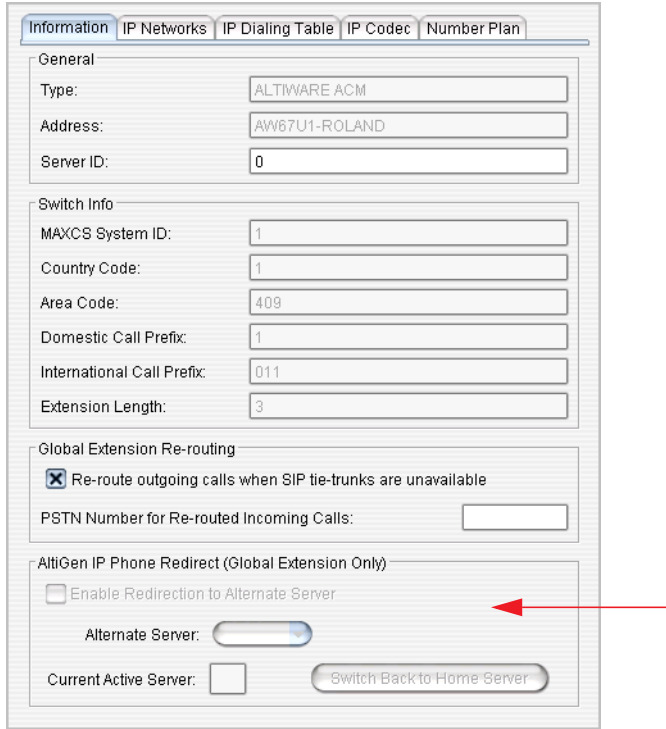 Information IP Networks IP Dialing Table IP Codec Number Plan
General
Type: ALTIWARE ACM
Address: AW67U1-ROLAND
Server ID: 0
Switch Info
MAXCS System ID: 1
Country Code: 1
Area Code: 409
Domestic Call Prefix: 1
International Call Prefix: 011
Extension Length: 3
Global Extension Re-routing
Re-route outgoing calls when SIP tie-trunks are unavailable
PSTN Number for Re-routed Incoming Calls:
AltiGen IP Phone Redirect (Global Extension Only)
Enable Redirection to Alternate Server
Alternate Server:
Current Active Server: Switch Back to Home Server